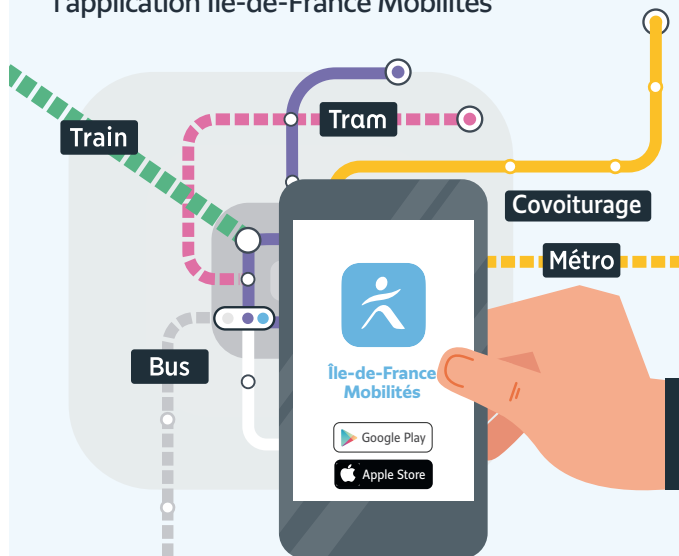 l'application Île-de-France Mobilités
Tram
Train
Covoiturage
Métro
Bus
Île-de-France
Mobilités
Google Play
Apple Store